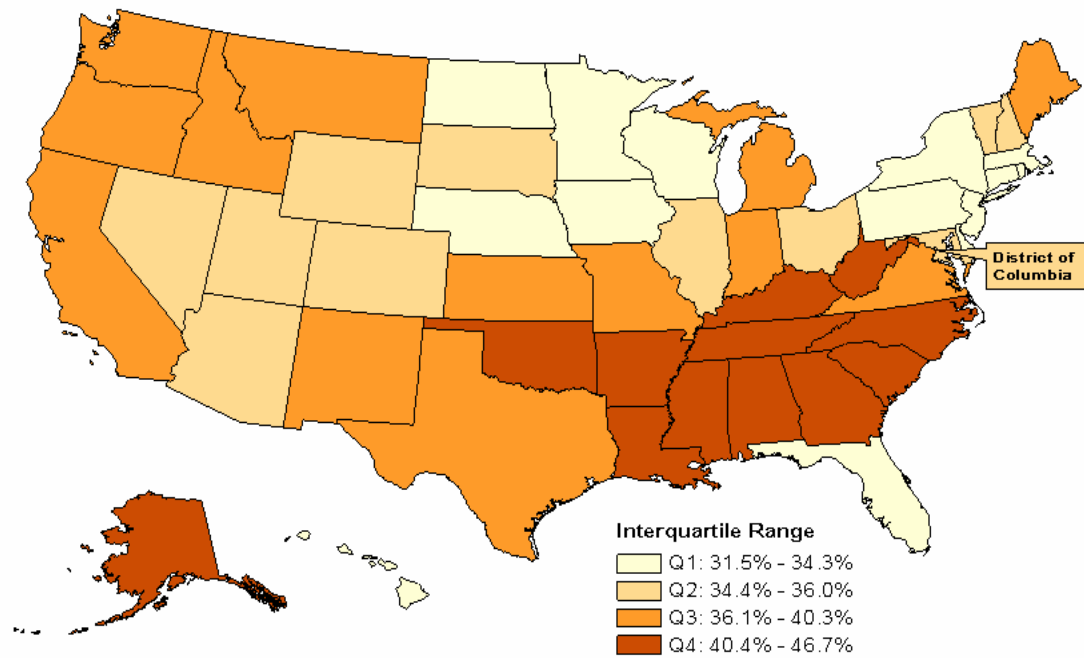 District of
Columbia
Interquartile Range
Q1: 31.5% - 34.3%
Q2: 34.4% - 36.0%
Q3: 36.1% - 40.3%
Q4: 40.4% - 46.7%